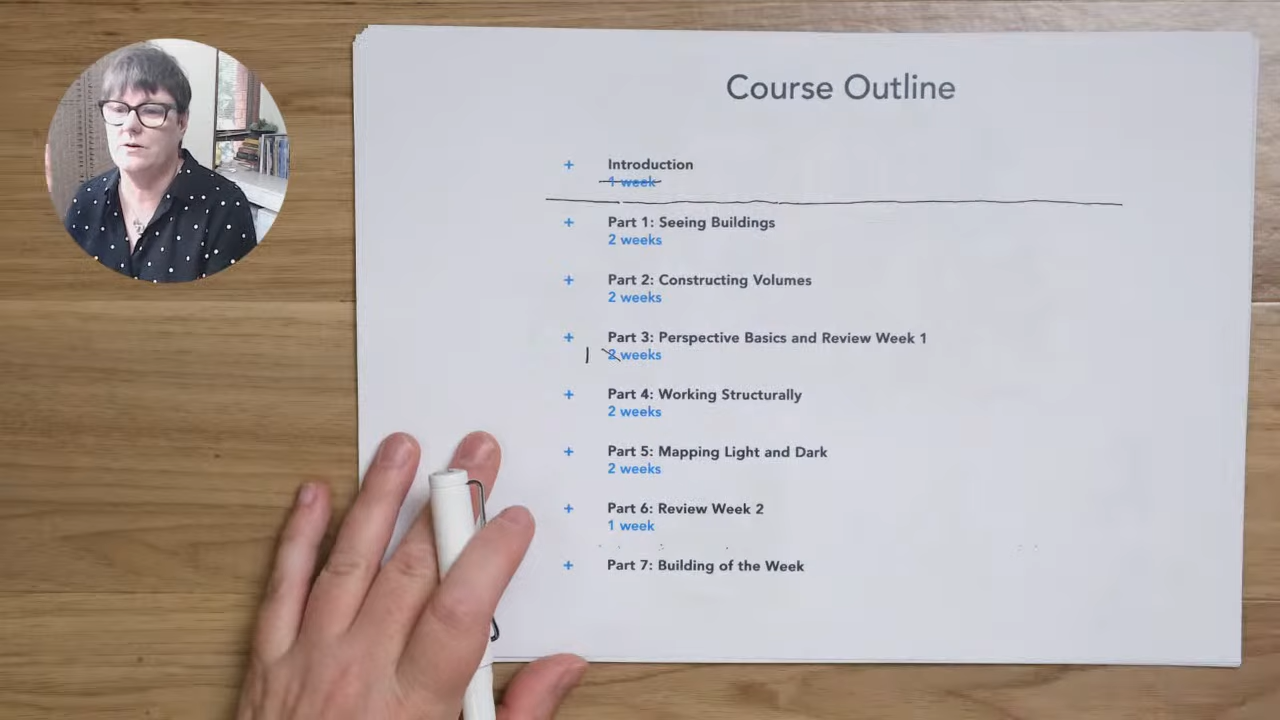 Course Outline
+ Introduction
1 week
+ Part 1: Seeing Buildings
2 weeks
+ Part 2: Constructing Volumes
2 weeks
+ Part 3: Perspective Basics and Review Week 1
1 2 weeks
+ Part 4: Working Structurally
2 weeks
+ Part 5: Mapping Light and Dark
2 weeks
+ Part 6: Review Week 2
1 week
+ Part 7: Building of the Week